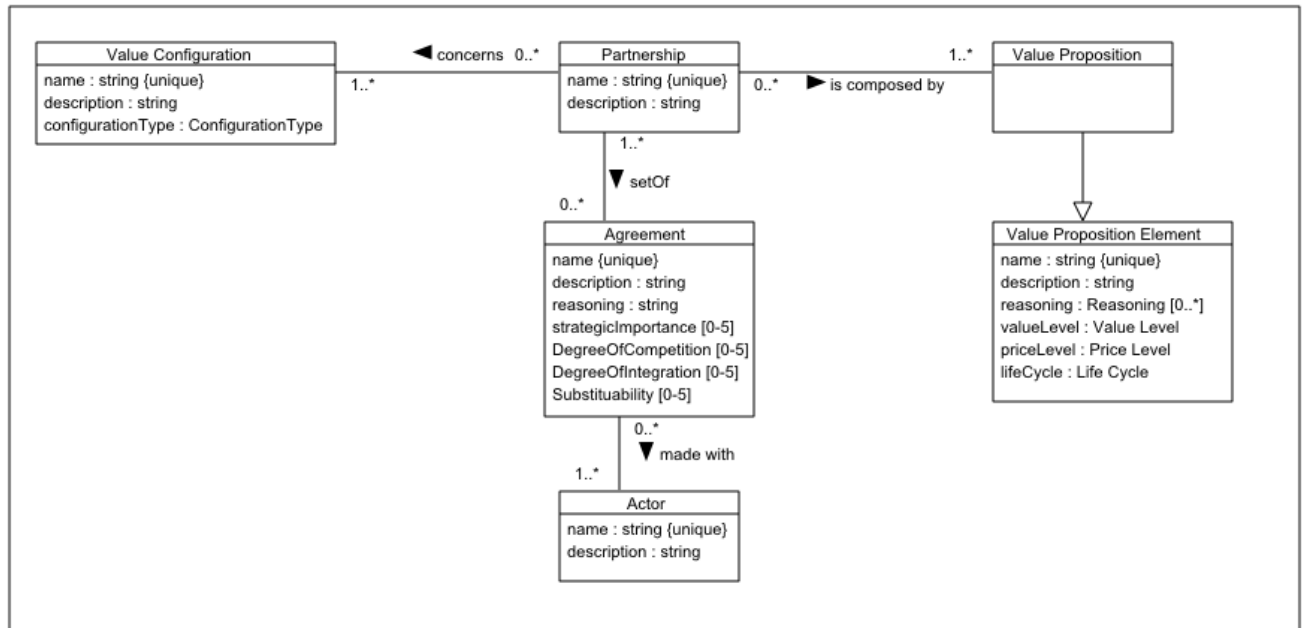 Value Configuration
name : string {unique}
description : string
configurationType : ConfigurationType
◄ concerns 0..*
1..*
Partnership
name : string {unique}
description : string
1..*
0..* ► is composed by
Value Proposition
1..*
▼ setOf
0..*
Agreement
name {unique}
description : string
reasoning : string
strategicImportance [0-5]
DegreeOfCompetition [0-5]
DegreeOfIntegration [0-5]
Substituability [0-5]
Value Proposition Element
name : string {unique}
description : string
reasoning : Reasoning [0..*]
valueLevel : Value Level
priceLevel : Price Level
lifeCycle : Life Cycle
0..*
▼ made with
1..*
Actor
name : string {unique}
description : string